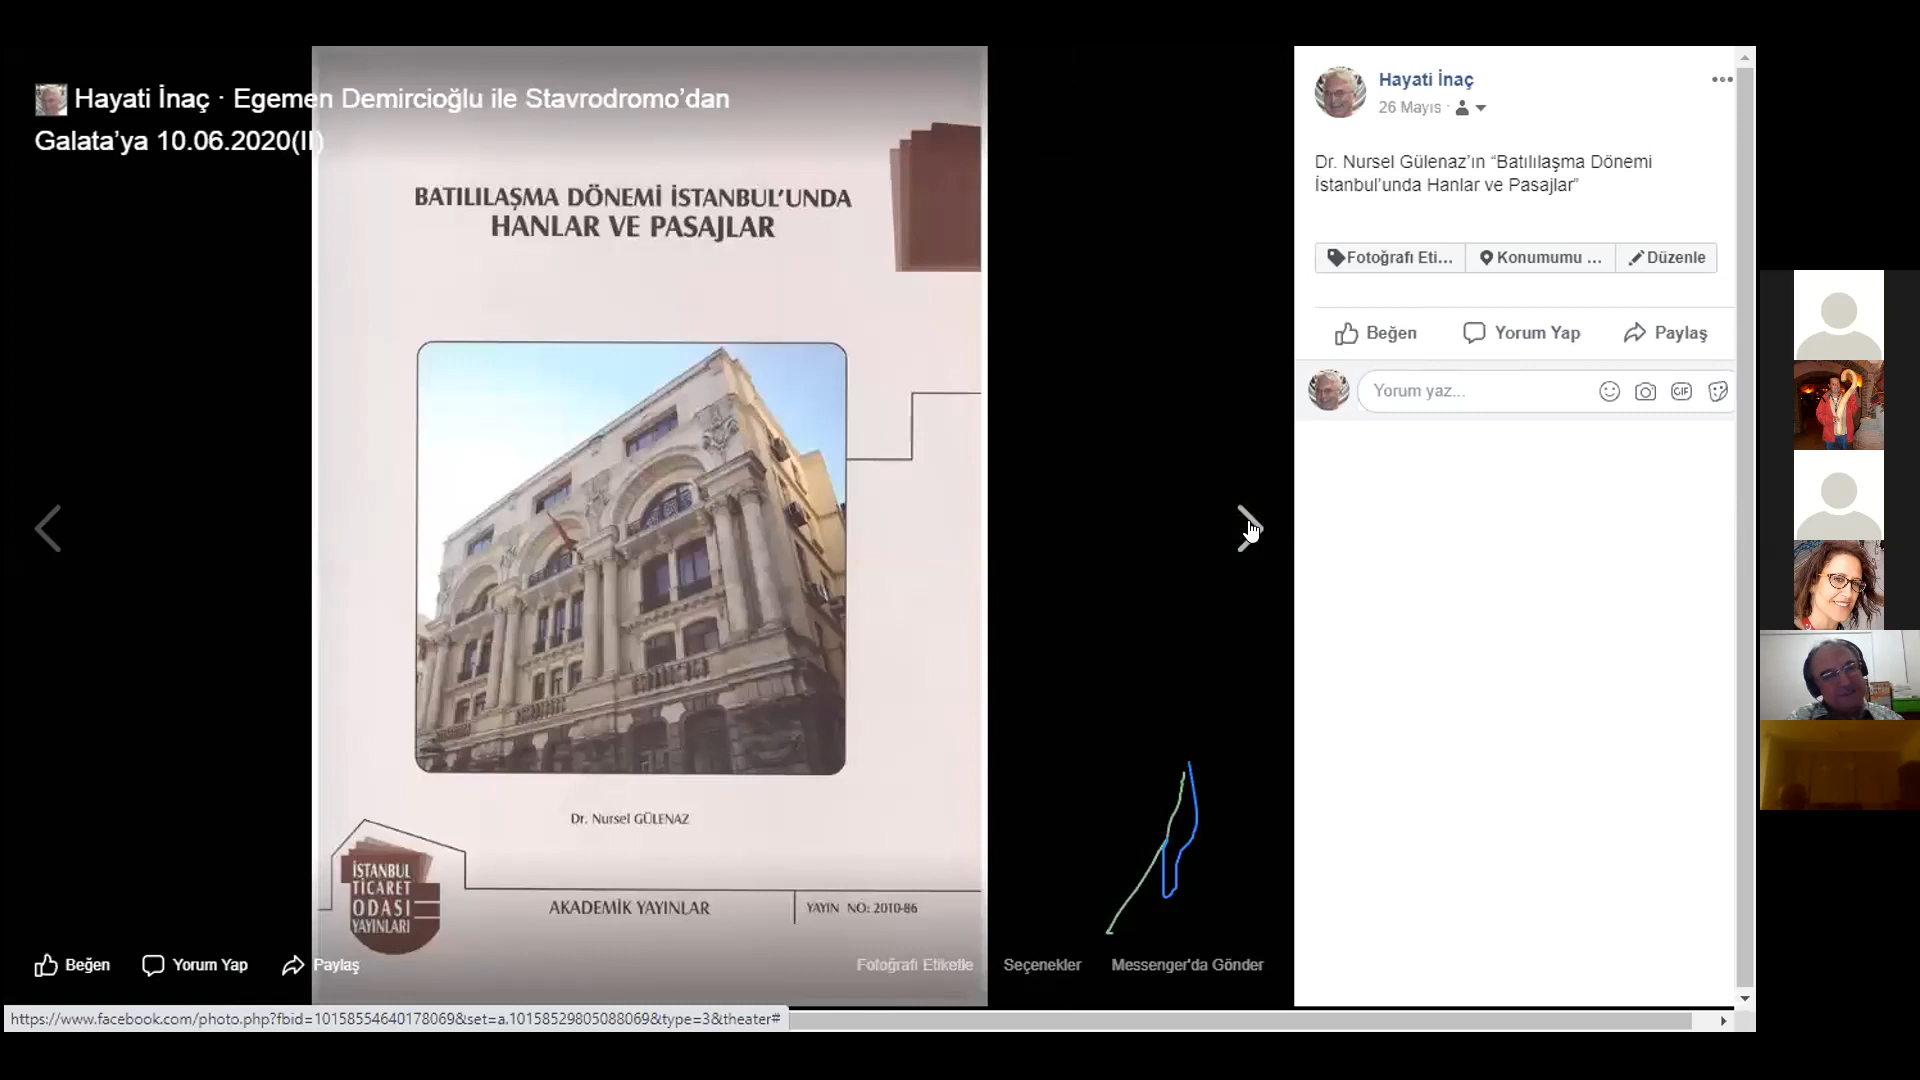 Hayati İnaç · Egemen Demircioğlu ile Stavrodromo’dan
Galata’ya 10.06.2020(II)
BATILILAŞMA DÖNEMİ İSTANBUL’UNDA
HANLAR VE PASAJLAR
Dr. Nursel GÜLENAZ
İSTANBUL
TİCARET
ODASI
YAYINLARI
AKADEMİK YAYINLAR
YAYIN NO: 2010-86
Beğen
Yorum Yap
Paylaş
Fotoğrafı Etiketle
Seçenekler
Messenger'da Gönder
https://www.facebook.com/photo.php?fbid=10158554640178069&set=a.10158529805088069&type=3&theater#
Hayati İnaç
26 Mayıs ·
Dr. Nursel Gülenaz’ın “Batılılaşma Dönemi
İstanbul’unda Hanlar ve Pasajlar”
Fotoğrafı Eti...
Konumumu ...
Düzenle
Beğen
Yorum Yap
Paylaş
Yorum yaz...
GIF